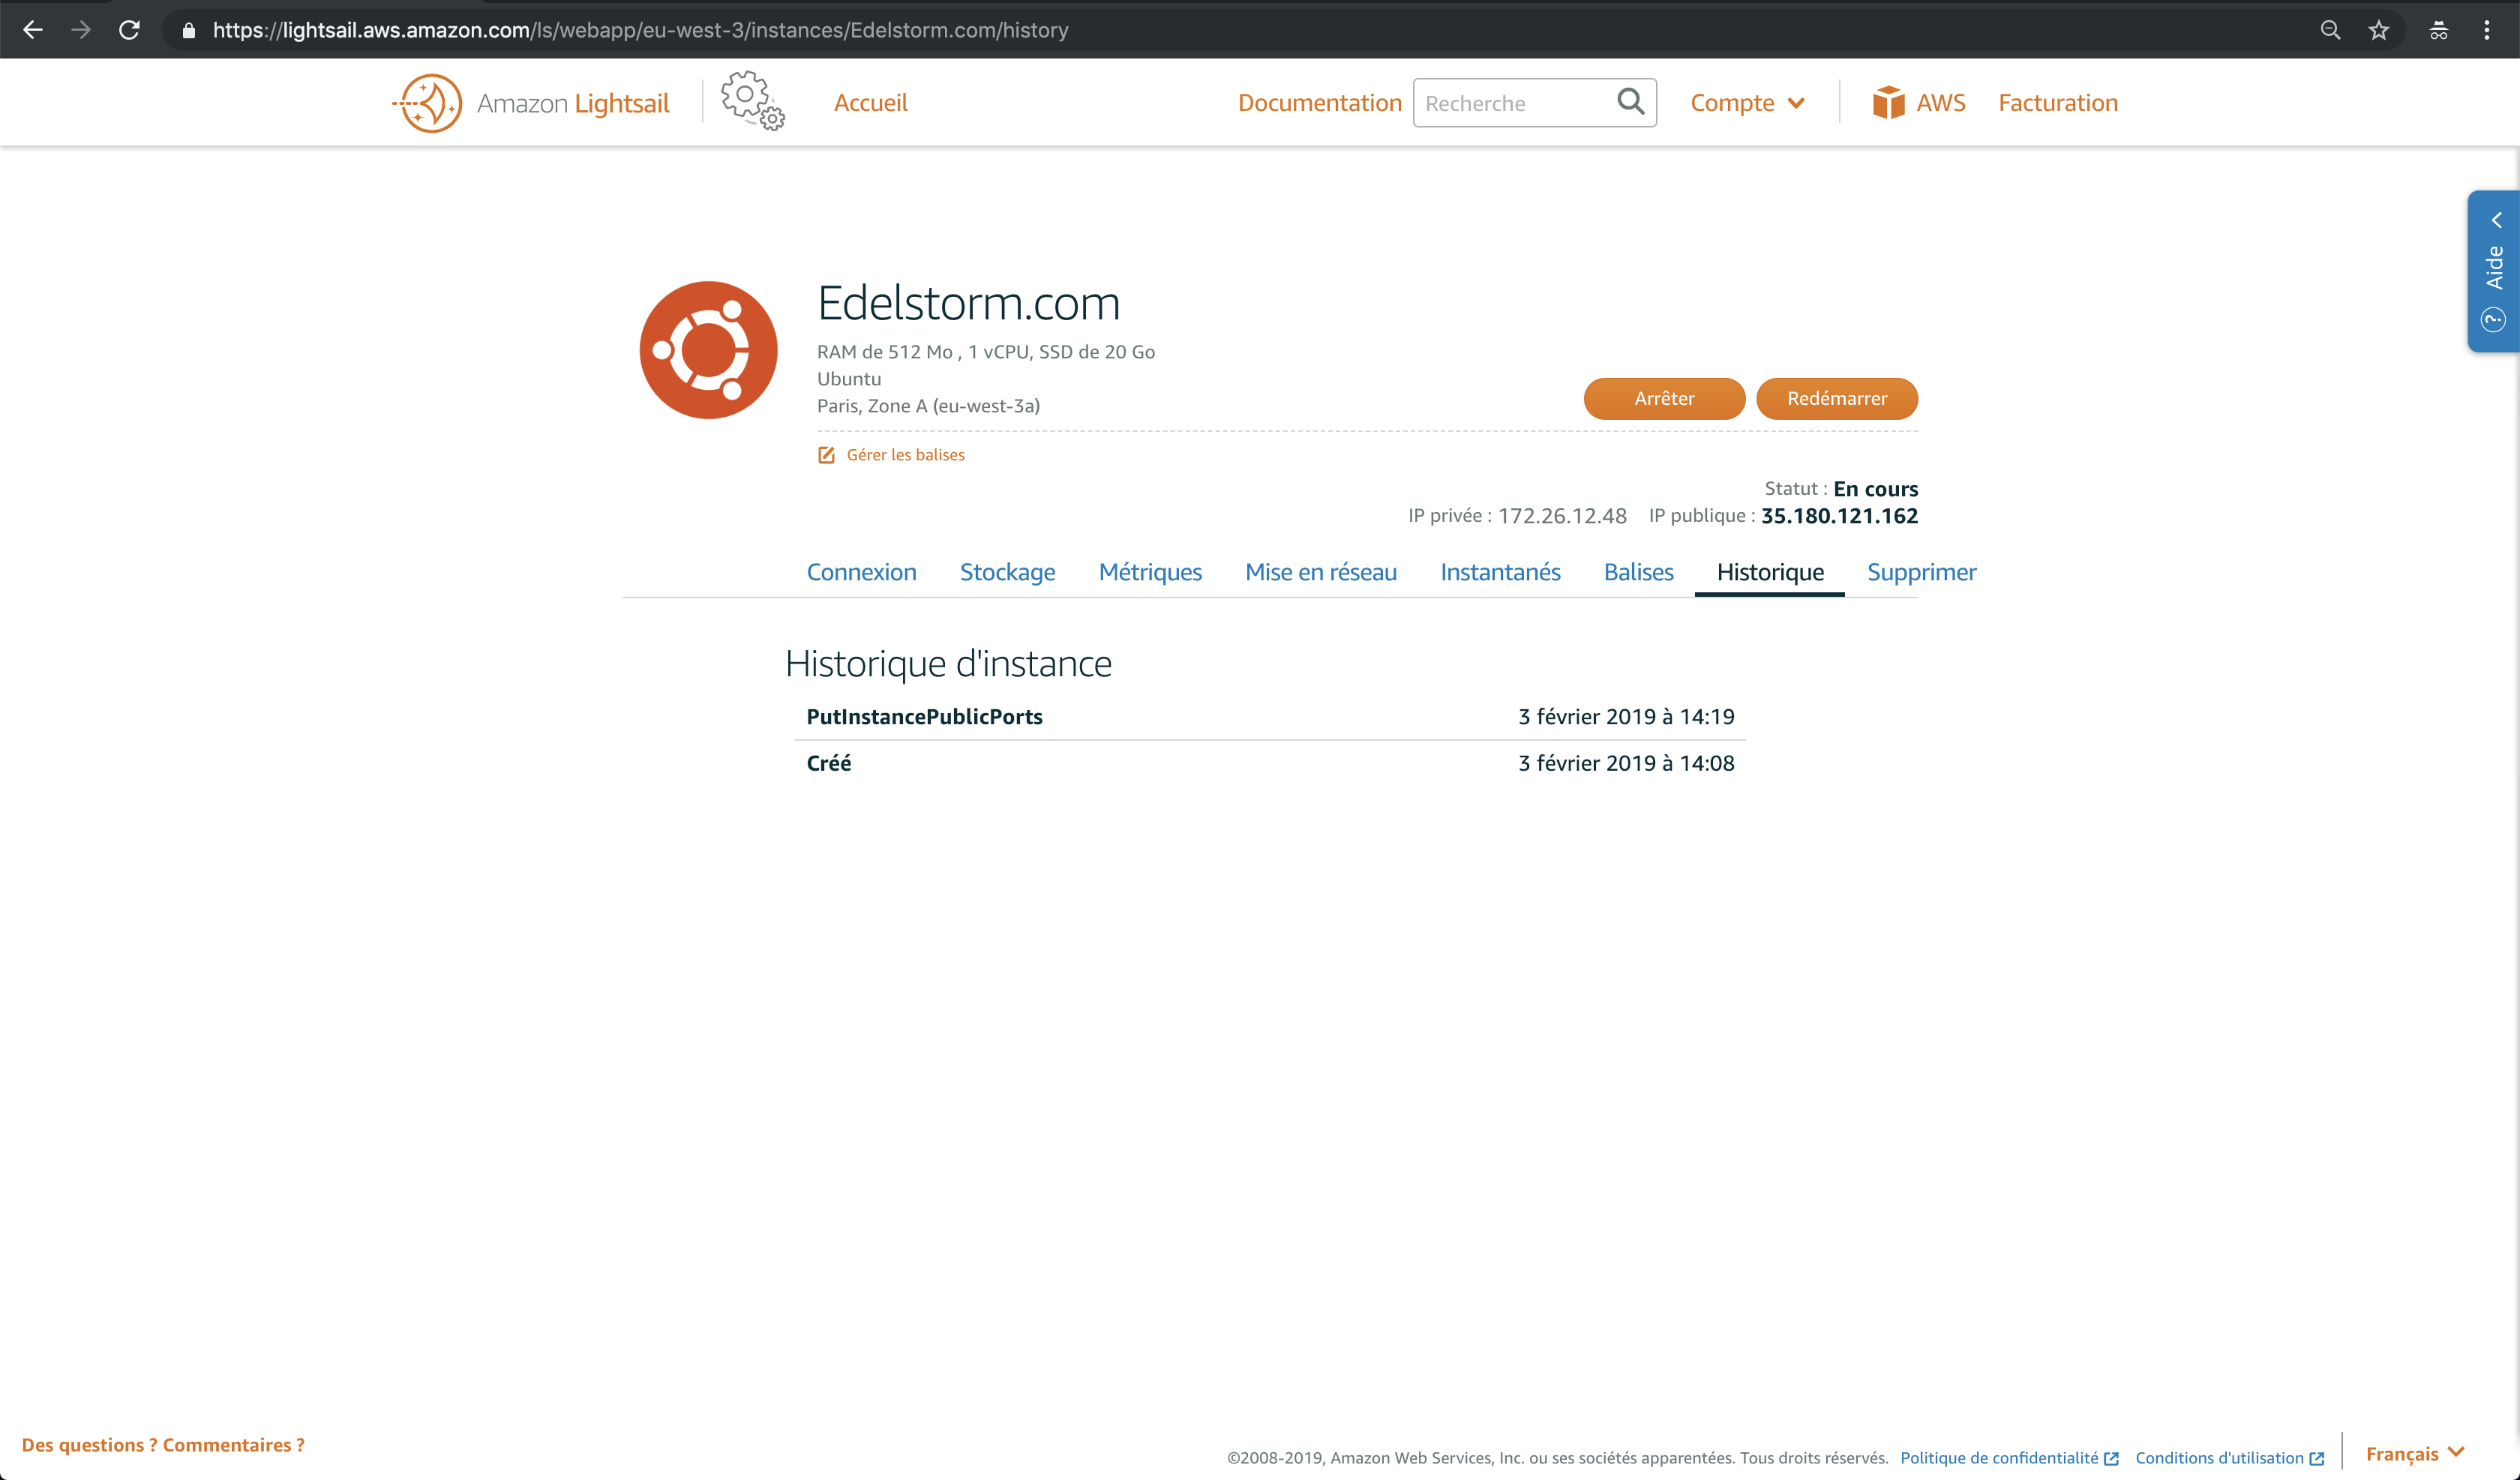 https://lightsail.aws.amazon.com/ls/webapp/eu-west-3/instances/Edelstorm.com/history
Amazon Lightsail
Accueil
Documentation
Recherche
Compte
AWS
Facturation
Aide
?
Edelstorm.com
RAM de 512 Mo , 1 vCPU, SSD de 20 Go
Ubuntu
Paris, Zone A (eu-west-3a)
Arrêter
Redémarrer
Gérer les balises
Statut : En cours
IP privée : 172.26.12.48 IP publique : 35.180.121.162
Connexion Stockage Métriques Mise en réseau Instantanés Balises Historique Supprimer
Historique d'instance
PutInstancePublicPorts 3 février 2019 à 14:19
Créé 3 février 2019 à 14:08
Des questions ? Commentaires ?
©2008-2019, Amazon Web Services, Inc. ou ses sociétés apparentées. Tous droits réservés. Politique de confidentialité Conditions d'utilisation
Français